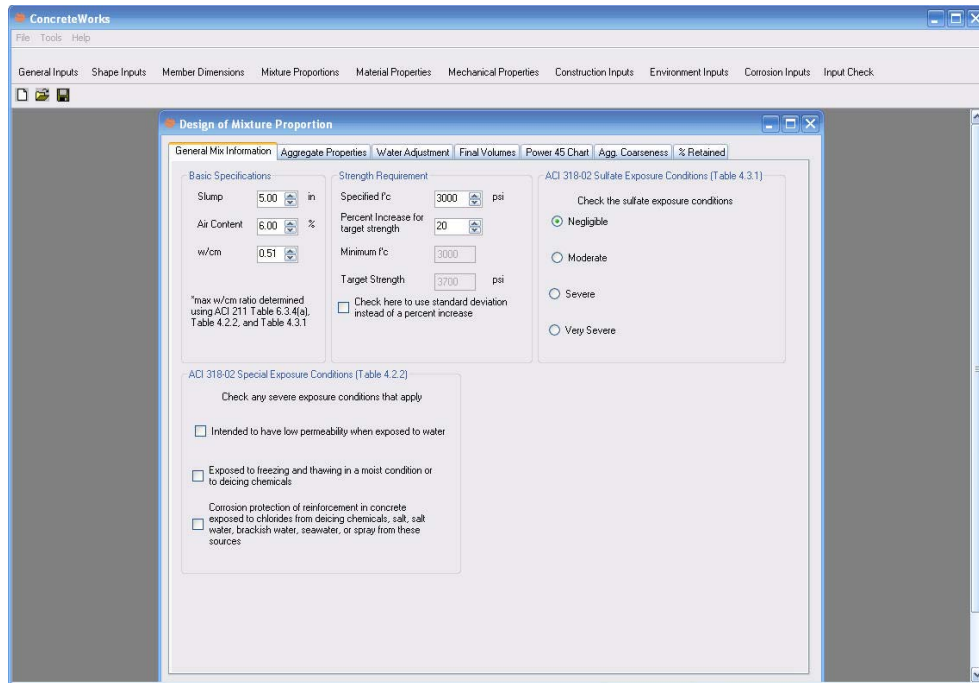 ConcreteWorks
File Tools Help
General Inputs Shape Inputs Member Dimensions Mixture Proportions Material Properties Mechanical Properties Construction Inputs Environment Inputs Corrosion Inputs Input Check
Design of Mixture Proportion
General Mix Information Aggregate Properties Water Adjustment Final Volumes Power 45 Chart Agg. Coarseness % Retained
Basic Specifications
Slump 5.00 in
Air Content 6.00 %
w/cm 0.51
*max w/cm ratio determined
using ACI 211 Table 6.3.4(a),
Table 4.2.2, and Table 4.3.1
Strength Requirement
Specified f'c 3000 psi
Percent Increase for
target strength 20
Minimum f'c 3000
Target Strength 3700 psi
Check here to use standard deviation
instead of a percent increase
ACI 318-02 Sulfate Exposure Conditions (Table 4.3.1)
Check the sulfate exposure conditions
Negligible
Moderate
Severe
Very Severe
ACI 318-02 Special Exposure Conditions (Table 4.2.2)
Check any severe exposure conditions that apply
Intended to have low permeability when exposed to water
Exposed to freezing and thawing in a moist condition or
to deicing chemicals
Corrosion protection of reinforcement in concrete
exposed to chlorides from deicing chemicals, salt, salt
water, brackish water, seawater, or spray from these
sources